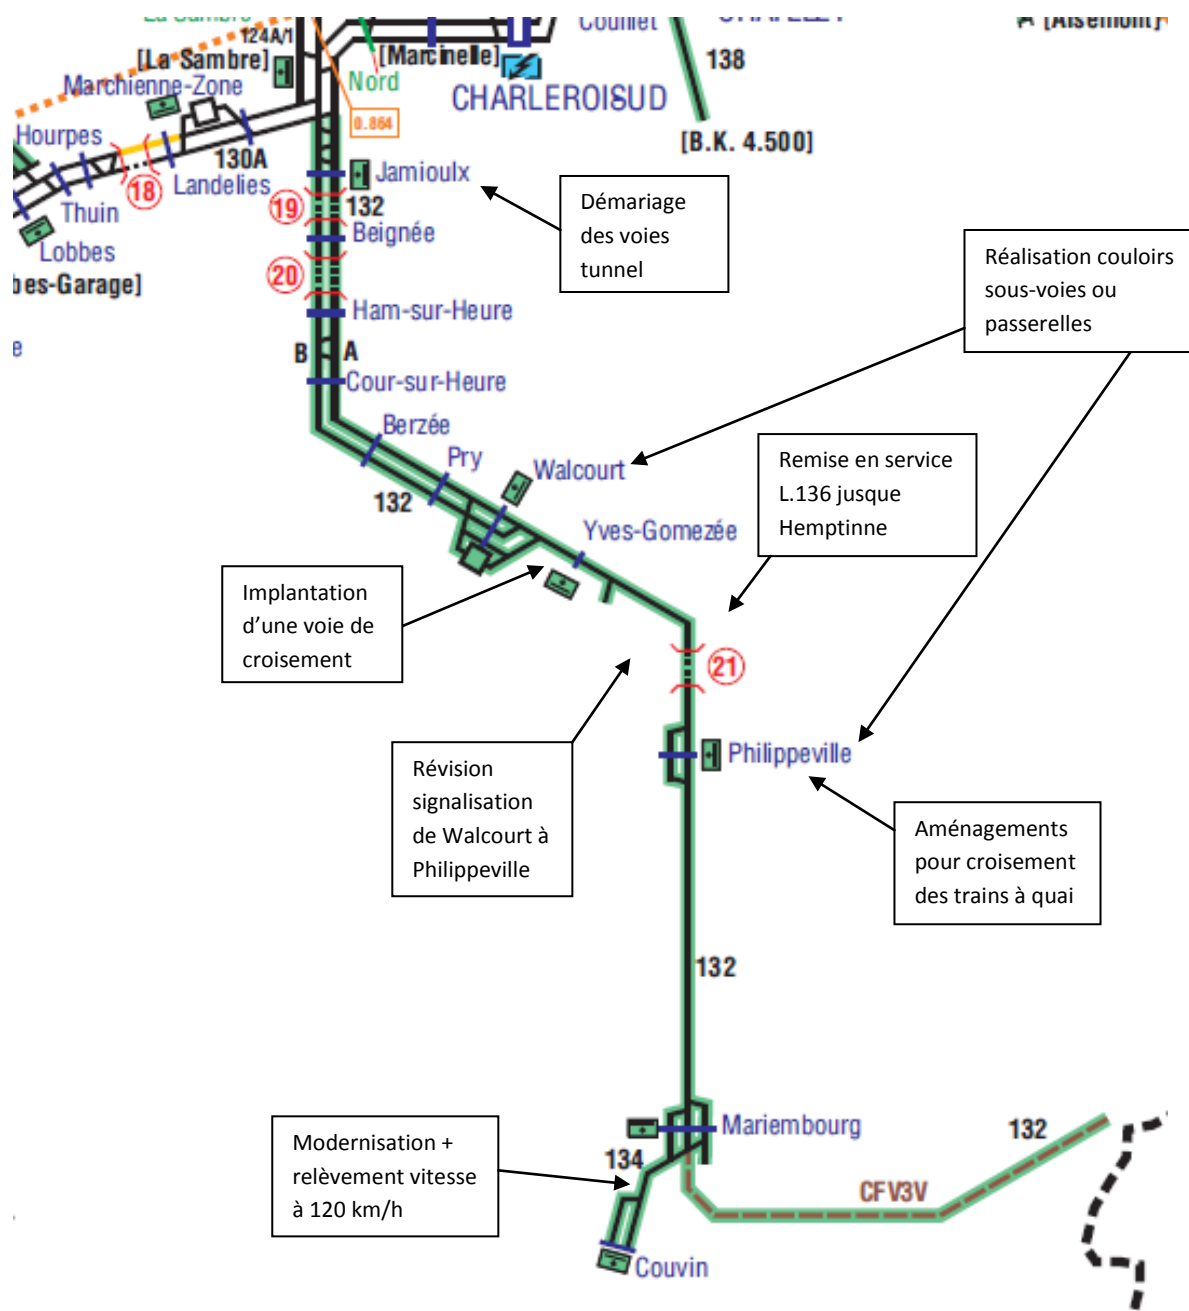 124A/1
[La Sambre]
Marchienne-Zone
Nord
[Marcinelle]
Couillet
138
[Aisemont]
CHARLEROI-SUD
0.864
[B.K. 4.500]
Hourpes
130A
Landelies
18
Thuin
Lobbes
bes-Garage]
e
Jamioulx
19
132
Beignée
20
Ham-sur-Heure
B
A
Cour-sur-Heure
Berzée
Pry
132
Walcourt
Yves-Gomezée
21
Philippeville
132
Mariembourg
134
132
CFV3V
Couvin
Démariage
des voies
tunnel
Réalisation couloirs
sous-voies ou
passerelles
Remise en service
L.136 jusque
Hemptinne
Implantation
d'une voie de
croisement
Révision
signalisation
de Walcourt à
Philippeville
Aménagements
pour croisement
des trains à quai
Modernisation +
relèvement vitesse
à 120 km/h